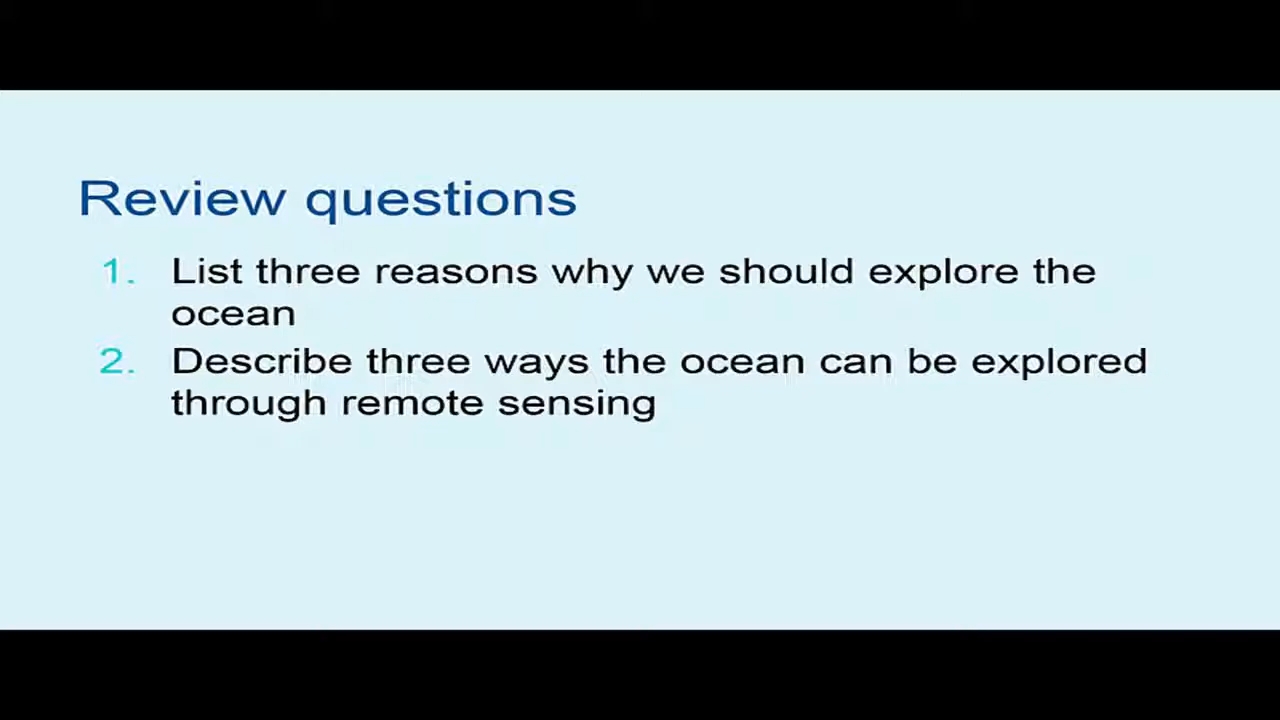 Review questions
1. List three reasons why we should explore the
ocean
2. Describe three ways the ocean can be explored
through remote sensing